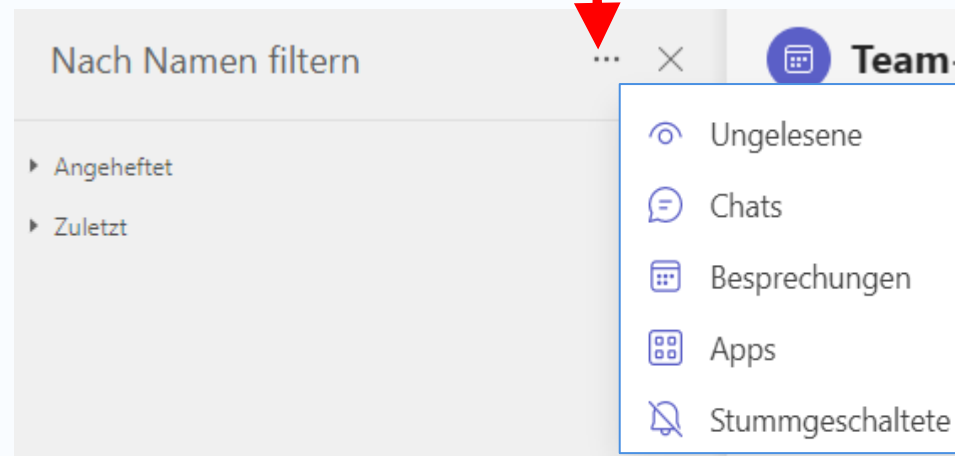 Nach Namen filtern ...
Team-
Angeheftet
Zuletzt
Ungelesene
Chats
Besprechungen
Apps
Stummgeschaltete